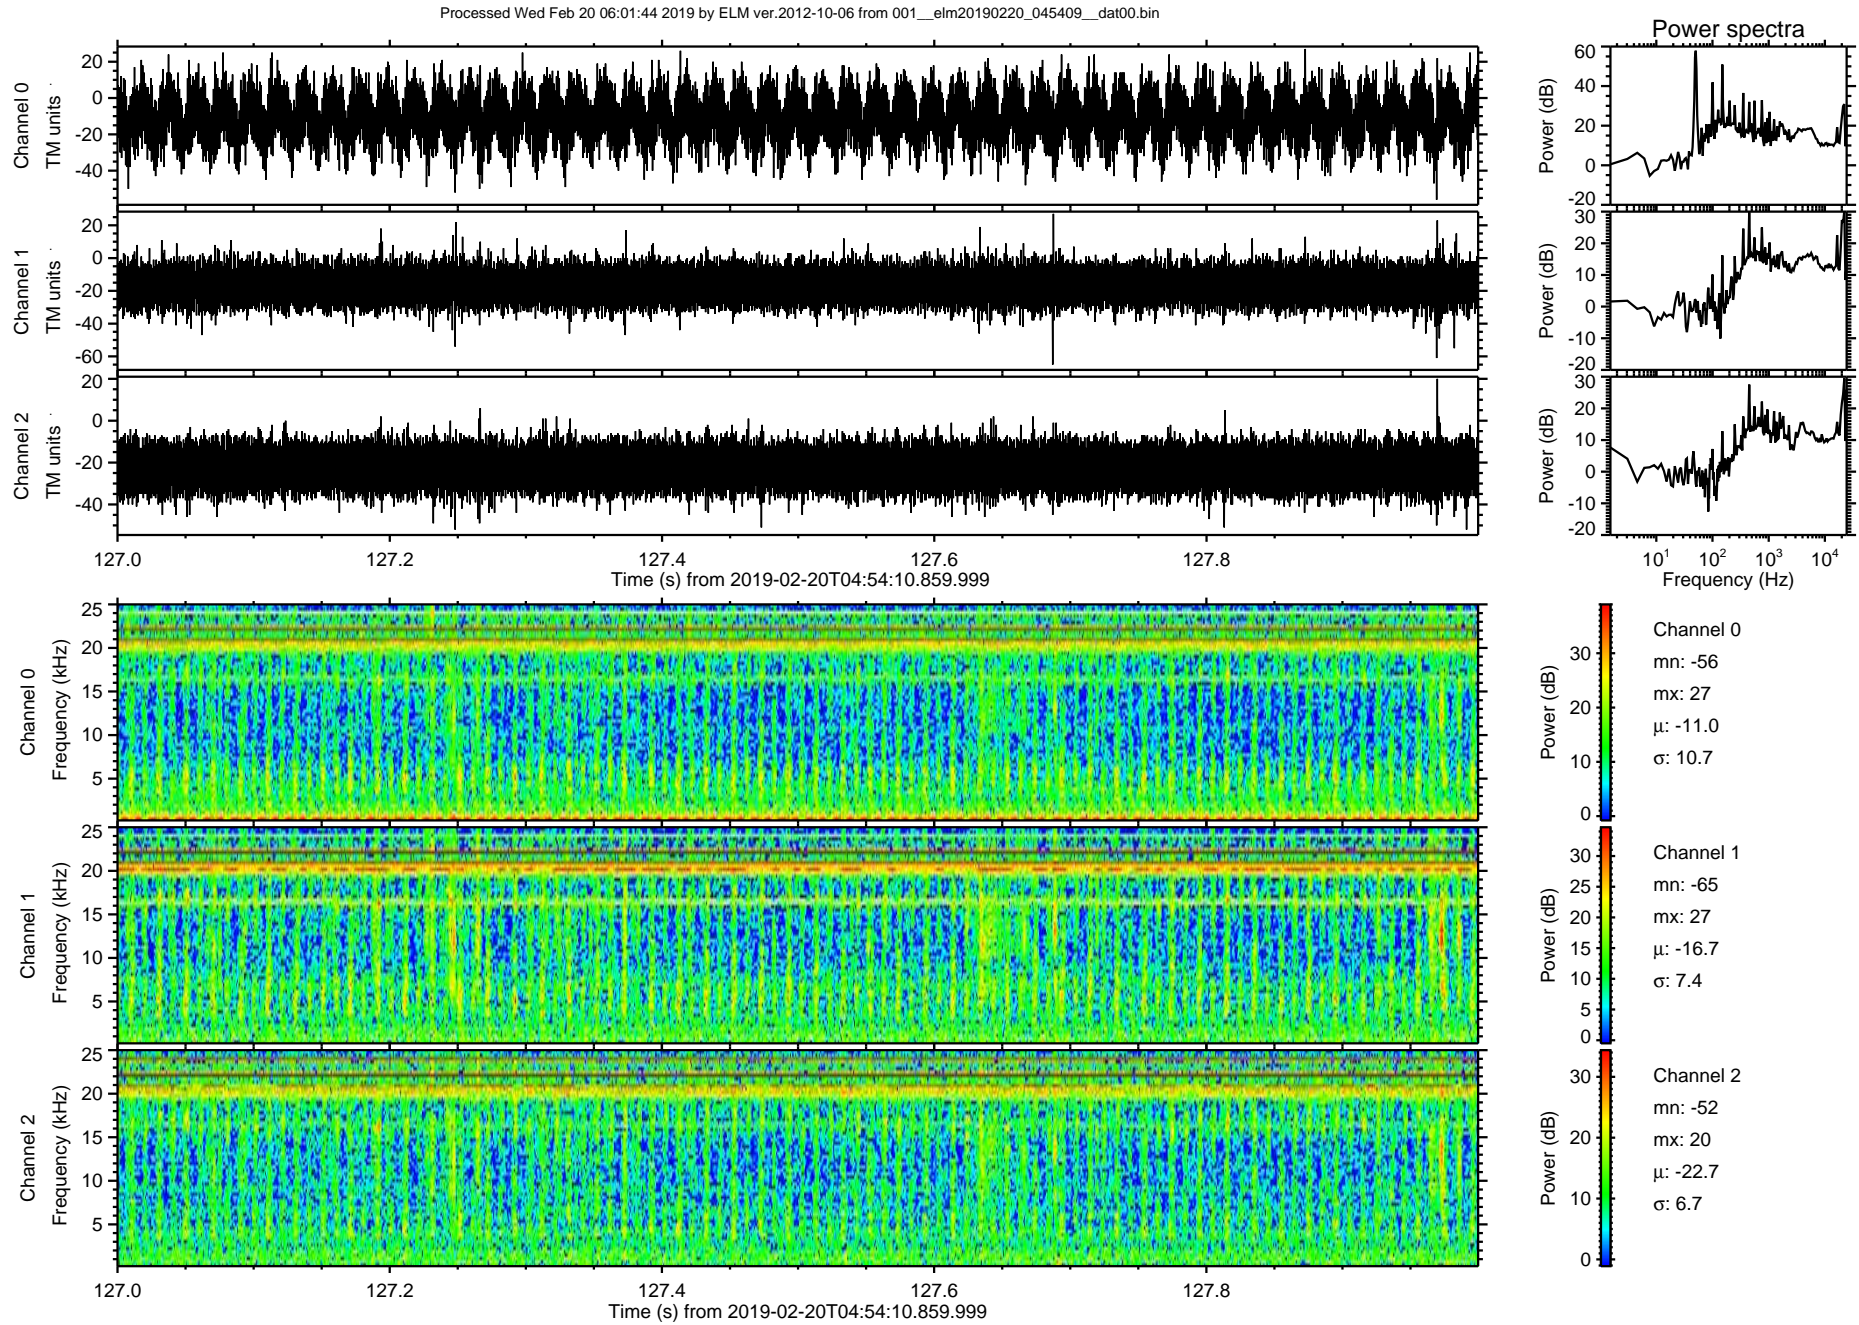 Processed Wed Feb 20 06:01:44 2019 by ELM ver.2012-10-06 from 001__elm20190220_045409__dat00.bin
Power spectra
Channel 0
TM units
20
0
-20
-40
Power (dB)
60
40
20
0
-20
Channel 1
TM units
20
0
-20
-40
-60
Power (dB)
30
20
10
0
-10
-20
Channel 2
TM units
20
0
-20
-40
Power (dB)
30
20
10
0
-10
-20
127.0 127.2 127.4 127.6 127.8
Time (s) from 2019-02-20T04:54:10.859.999
10¹ 10² 10³ 10⁴
Frequency (Hz)
Channel 0
Frequency (kHz)
25
20
15
10
5
Power (dB)
30
20
10
0
Channel 0
mn: -56
mx: 27
μ: -11.0
σ: 10.7
Channel 1
Frequency (kHz)
25
20
15
10
5
Power (dB)
30
25
20
15
10
5
0
Channel 1
mn: -65
mx: 27
μ: -16.7
σ: 7.4
Channel 2
Frequency (kHz)
25
20
15
10
5
Power (dB)
30
20
10
0
Channel 2
mn: -52
mx: 20
μ: -22.7
σ: 6.7
127.0 127.2 127.4 127.6 127.8
Time (s) from 2019-02-20T04:54:10.859.999